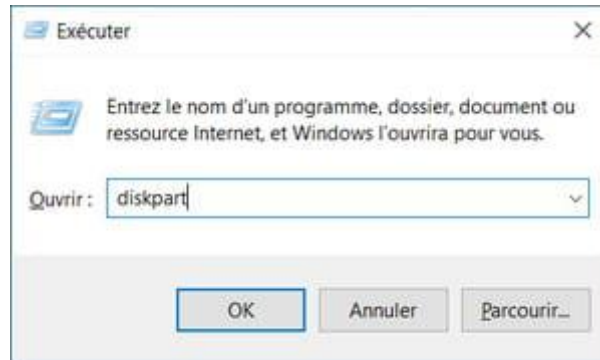 Exécuter
Entrez le nom d'un programme, dossier, document ou
ressource Internet, et Windows l'ouvrira pour vous.
Ouvrir : diskpart
OK Annuler Parcourir...